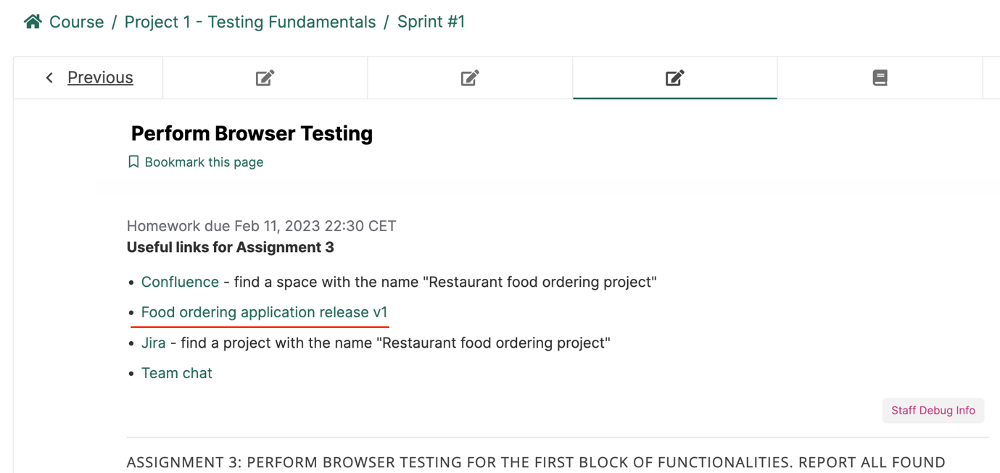 Course / Project 1 - Testing Fundamentals / Sprint #1
Previous
Perform Browser Testing
Bookmark this page
Homework due Feb 11, 2023 22:30 CET
Useful links for Assignment 3
• Confluence - find a space with the name "Restaurant food ordering project"
• Food ordering application release v1
• Jira - find a project with the name "Restaurant food ordering project"
• Team chat
Staff Debug Info
ASSIGNMENT 3: PERFORM BROWSER TESTING FOR THE FIRST BLOCK OF FUNCTIONALITIES. REPORT ALL FOUND